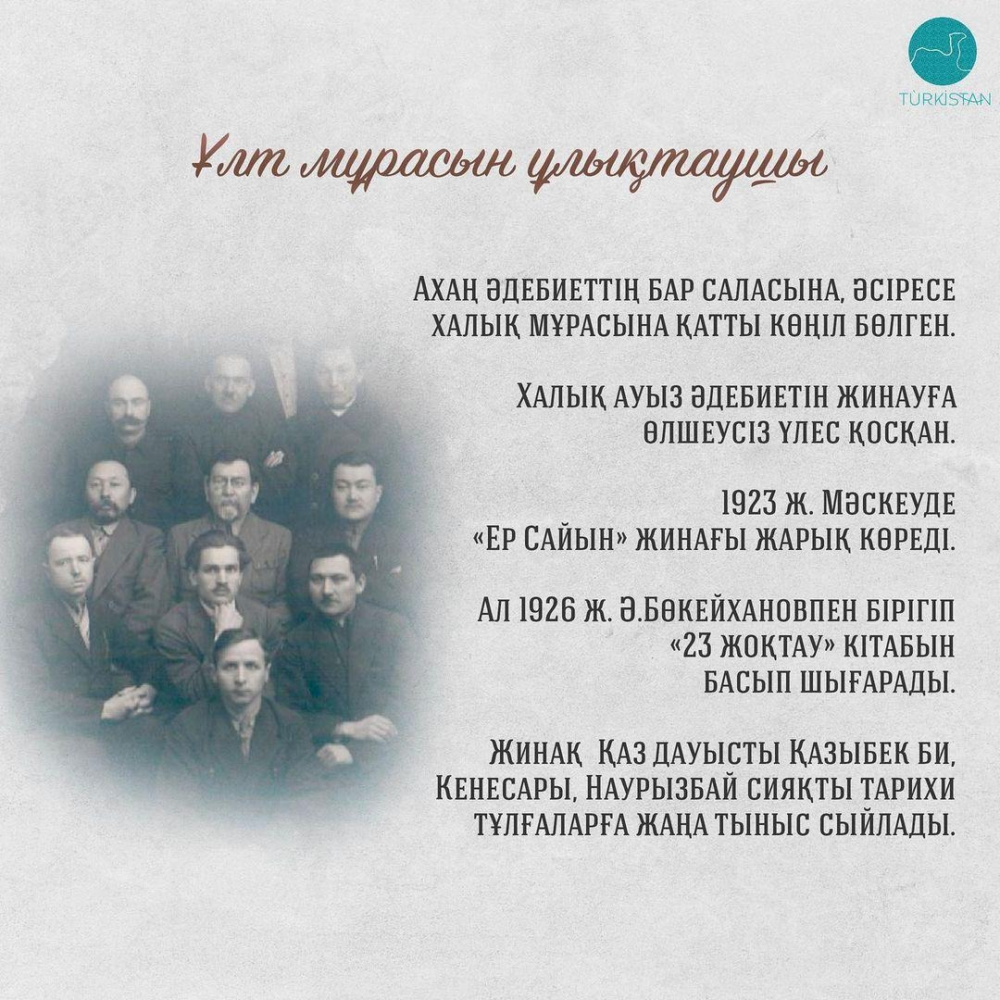 TÜRKİSTAN
Ұлт мұрасын ұлықтаушы
Ахаң әдебиеттің бар саласына, әсіресе
халық мұрасына қатты көңіл бөлген.
Халық ауыз әдебиетін жинауға
өлшеусіз үлес қосқан.
1923 ж. Мәскеуде
«Ер Сайын» жинағы жарық көреді.
Ал 1926 ж. Ә.Бөкейхановпен бірігіп
«23 жоқтау» кітабын
басып шығарады.
Жинақ Қаз дауысты Қазыбек би,
Кенесары, Наурызбай сияқты тарихи
тұлғаларға жаңа тыныс сыйлады.